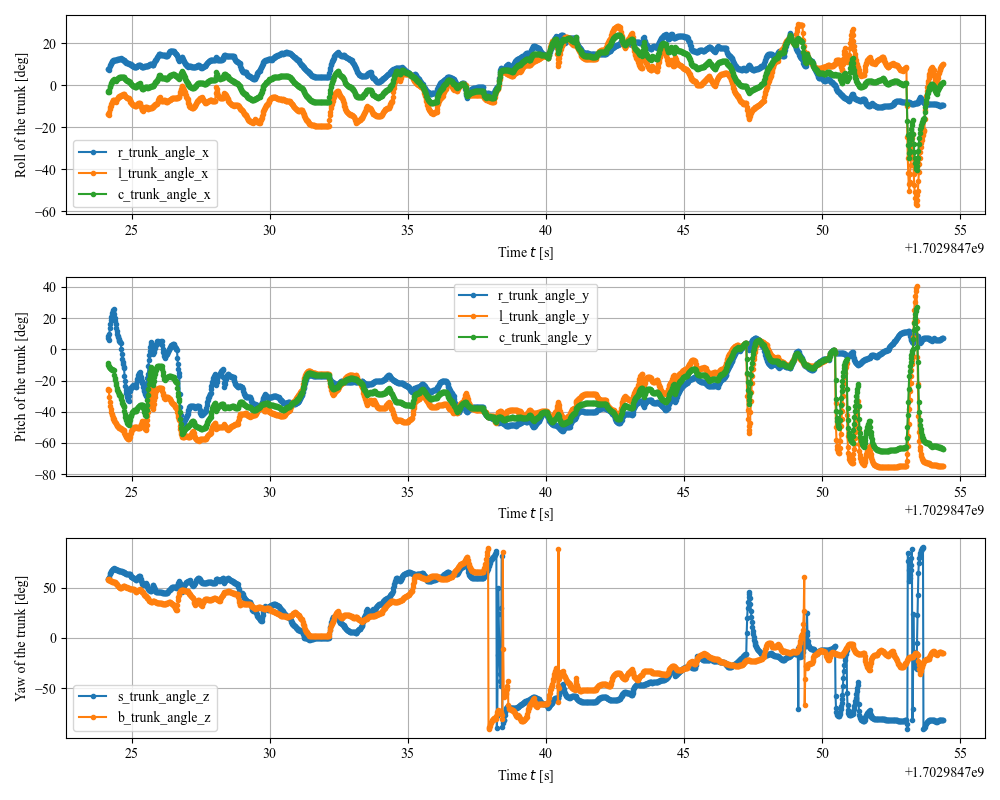 Roll of the trunk [deg]
20
0
−20
−40
−60
r_trunk_angle_x
l_trunk_angle_x
c_trunk_angle_x
25 30 35 40 45 50 55
Time t [s]
+1.7029847e9
Pitch of the trunk [deg]
40
20
0
−20
−40
−60
−80
r_trunk_angle_y
l_trunk_angle_y
c_trunk_angle_y
25 30 35 40 45 50 55
Time t [s]
+1.7029847e9
Yaw of the trunk [deg]
50
0
−50
s_trunk_angle_z
b_trunk_angle_z
25 30 35 40 45 50 55
Time t [s]
+1.7029847e9